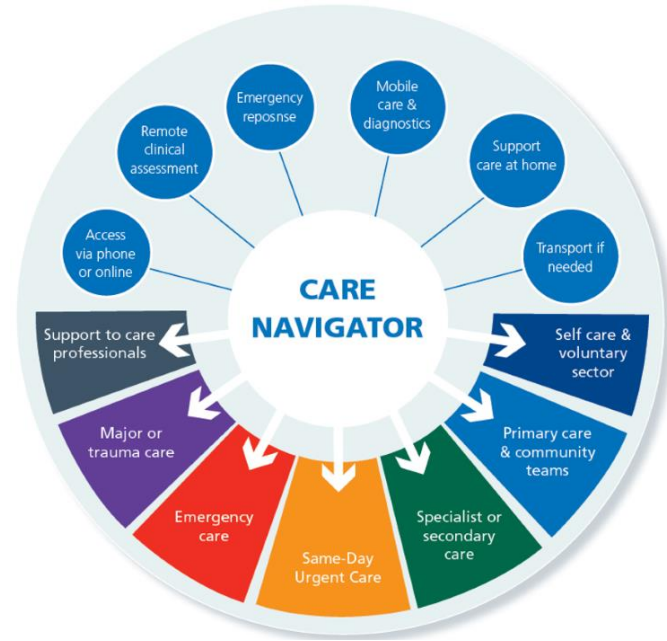 Emergency
reposnse
Mobile
care &
diagnostics
Remote
clinical
assessment
Support
care at home
Access
via phone
or online
Transport if
needed
CARE
NAVIGATOR
Support to care
professionals
Self care &
voluntary
sector
Major or
trauma care
Primary care
& community
teams
Emergency
care
Specialist or
secondary
care
Same-Day
Urgent Care